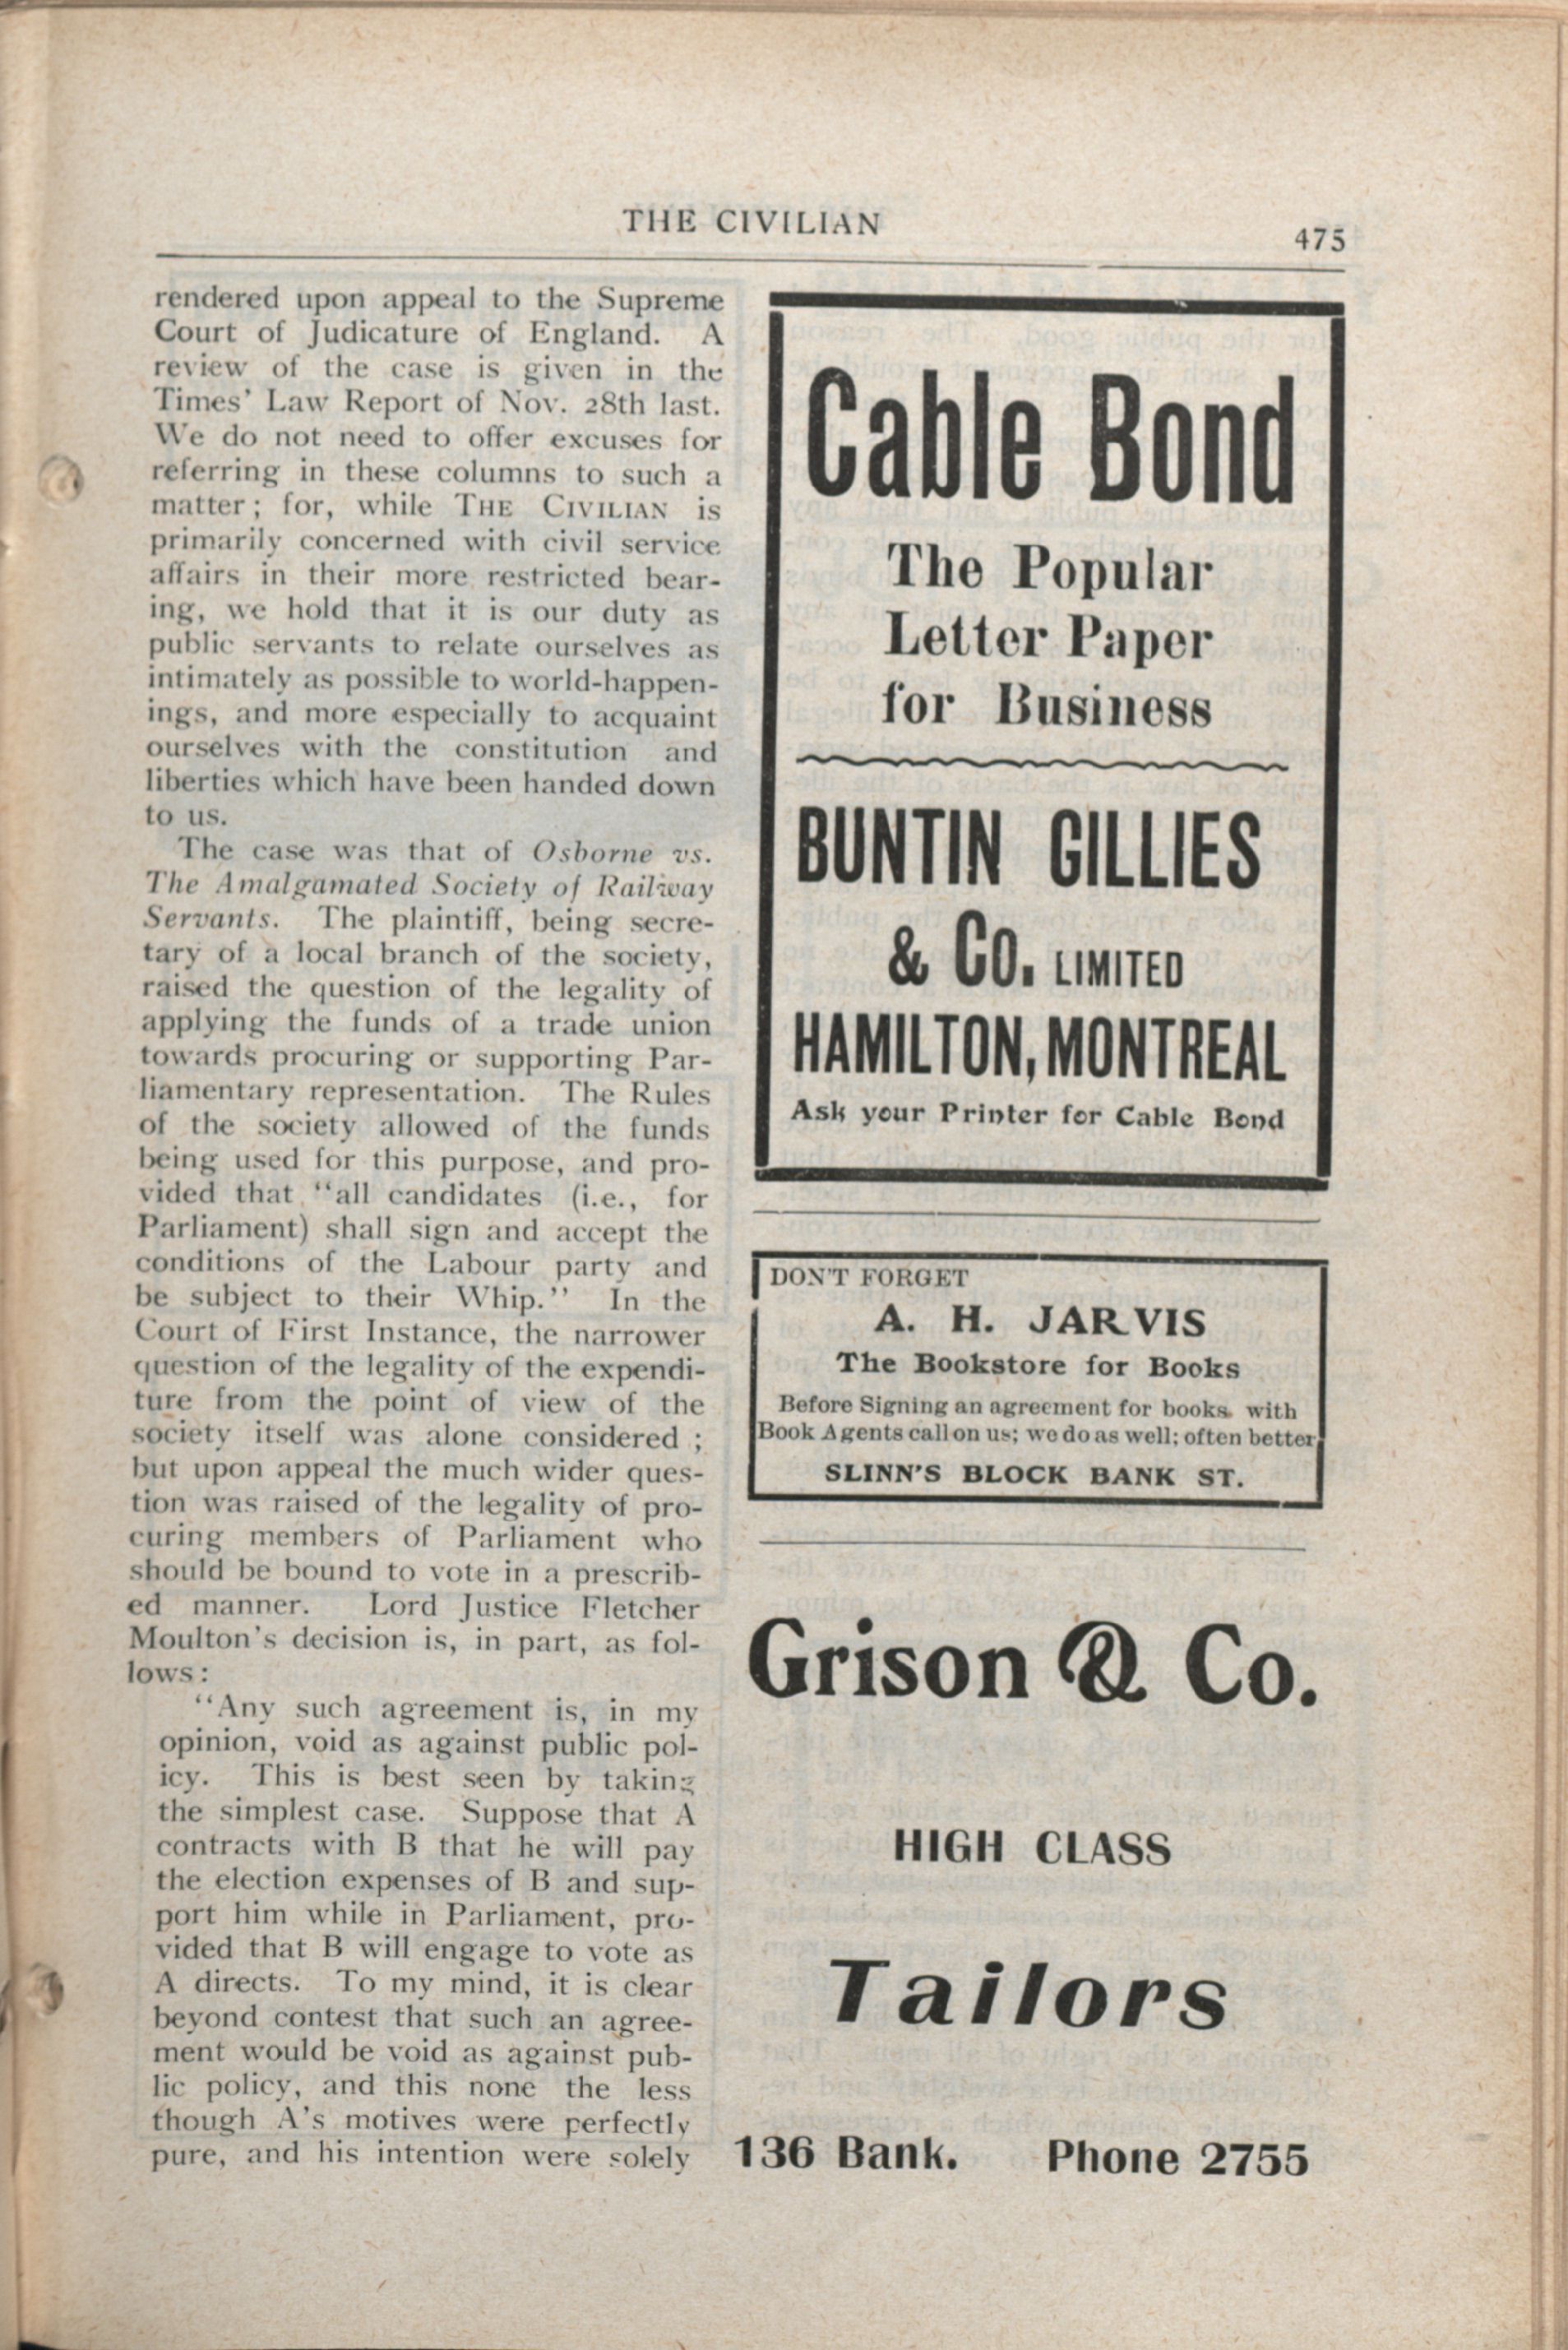 THE CIVILIAN
475
rendered upon appeal to the Supreme
Court of Judicature of England. A
review of the case is given in the
Times' Law Report of Nov. 28th last.
We do not need to offer excuses for
referring in these columns to such a
matter; for, while THE CIVILIAN is
primarily concerned with civil service
affairs in their more restricted bear-
ing, we hold that it is our duty as
public servants to relate ourselves as
intimately as possible to world-happen-
ings, and more especially to acquaint
ourselves with the constitution and
liberties which have been handed down
to us.
The case was that of Osborne vs.
The Amalgamated Society of Railway
Servants. The plaintiff, being secre-
tary of a local branch of the society,
raised the question of the legality of
applying the funds of a trade union
towards procuring or supporting Par-
liamentary representation. The Rules
of the society allowed of the funds
being used for this purpose, and pro-
vided that "all candidates (i.e., for
Parliament) shall sign and accept the
conditions of the Labour party and
be subject to their Whip." In the
Court of First Instance, the narrower
question of the legality of the expendi-
ture from the point of view of the
society itself was alone considered ;
but upon appeal the much wider ques-
tion was raised of the legality of pro-
curing members of Parliament who
should be bound to vote in a prescrib-
ed manner. Lord Justice Fletcher
Moulton's decision is, in part, as fol-
lows:
"Any such agreement is, in my
opinion, void as against public pol-
icy. This is best seen by taking
the simplest case. Suppose that A
contracts with B that he will pay
the election expenses of B and sup-
port him while in Parliament, pro-
vided that B will engage to vote as
A directs. To my mind, it is clear
beyond contest that such an agree-
ment would be void as against pub-
lic policy, and this none the less
though A's motives were perfectly
pure, and his intention were solely
Cable Bond
The Popular
Letter Paper
for Business
BUNTIN GILLIES
& CO. LIMITED
HAMILTON, MONTREAL
Ask your Printer for Cable Bond
DON'T FORGET
A. H. JARVIS
The Bookstore for Books
Before Signing an agreement for books with
Book Agents call on us; we do as well; often better
SLINN'S BLOCK BANK ST.
Grison & Co.
HIGH CLASS
Tailors
136 Bank. Phone 2755